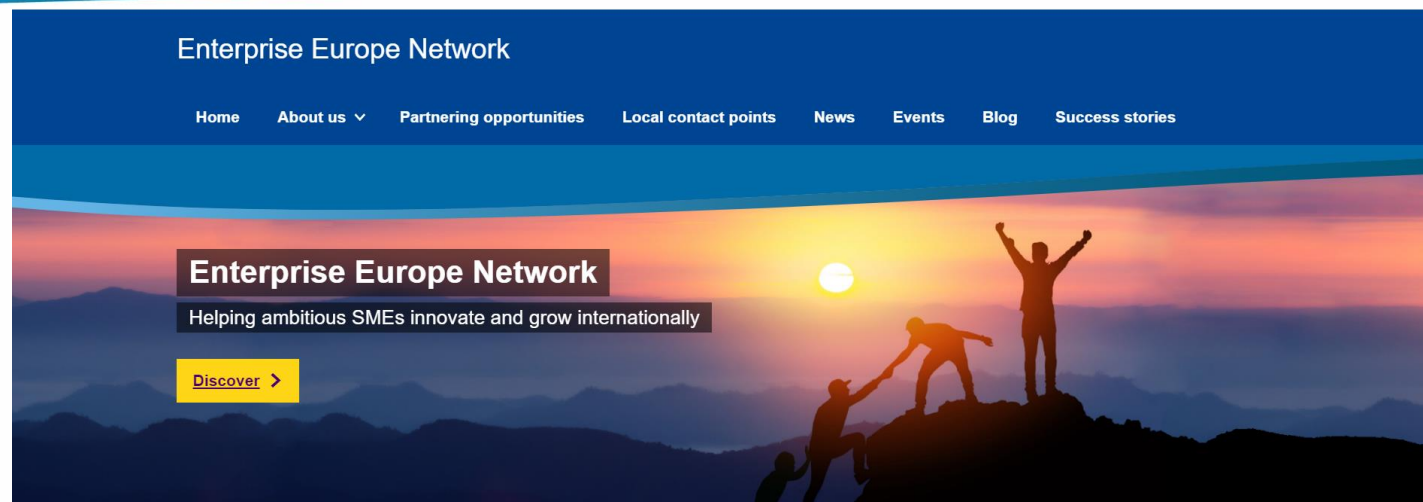 Enterprise Europe Network
Home About us Partnering opportunities Local contact points News Events Blog Success stories
Enterprise Europe Network
Helping ambitious SMEs innovate and grow internationally
Discover